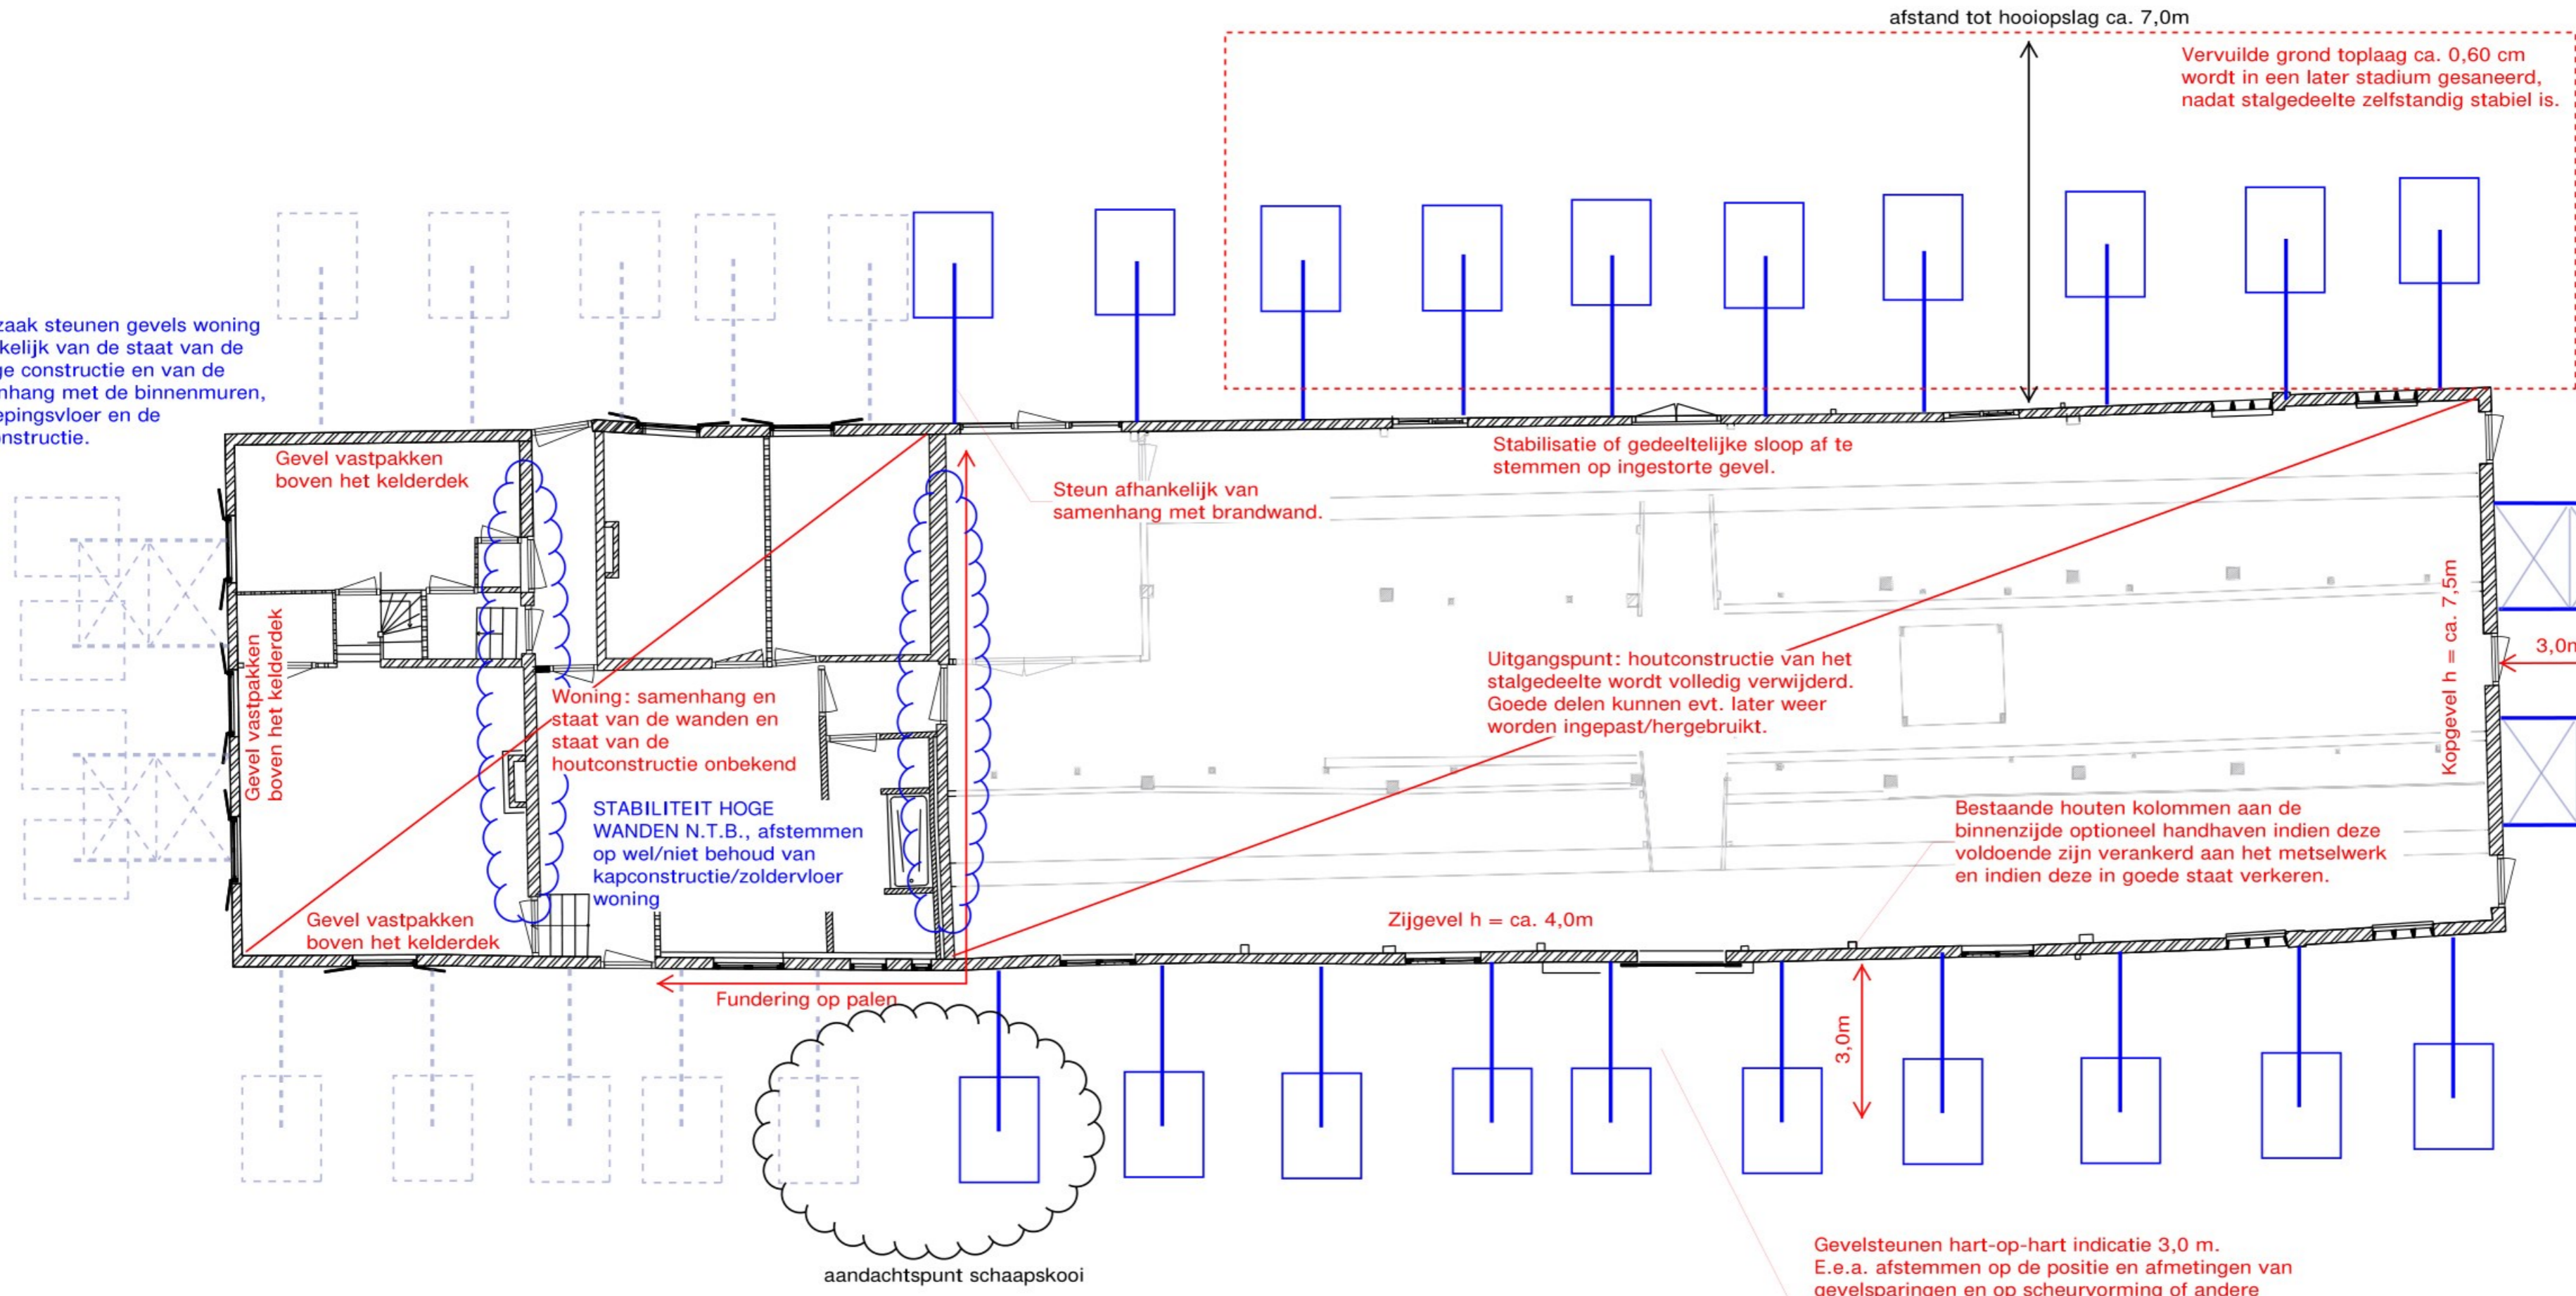 afstand tot hooiopslag ca. 7,0m
Vervuilde grond toplaag ca. 0,60 cm
wordt in een later stadium gesaneerd,
nadat stalgedeelte zelfstandig stabiel is.
steunen gevels woning
van de staat van de
constructie en van de
met de binnenmuren,
en de
Gevel vastpakken
boven het kelderdek
Steun afhankelijk van
samenhang met brandwand.
Stabilisatie of gedeeltelijke sloop af te
stemmen op ingestorte gevel.
Gevel vastpakken
boven het kelderdek
Woning: samenhang en
staat van de wanden en
staat van de
houtconstructie onbekend
STABILITEIT HOGE
WANDEN N.T.B., afstemmen
op wel/niet behoud van
kapconstructie/zoldervloer
woning
Uitgangspunt: houtconstructie van het
stalgedeelte wordt volledig verwijderd.
Goede delen kunnen evt. later weer
worden ingepast/hergebruikt.
Kopgevel h = ca. 7,5m
3,0
Bestaande houten kolommen aan de
binnenzijde optioneel handhaven indien deze
voldoende zijn verankerd aan het metselwerk
en indien deze in goede staat verkeren.
Gevel vastpakken
boven het kelderdek
Zijgevel h = ca. 4,0m
Fundering op palen
3,0m
aandachtspunt schaapskooi
Gevelsteunen hart-op-hart indicatie 3,0 m.
E.e.a. afstemmen op de positie en afmetingen van
gevelsparingen en op scheurvorming of andere